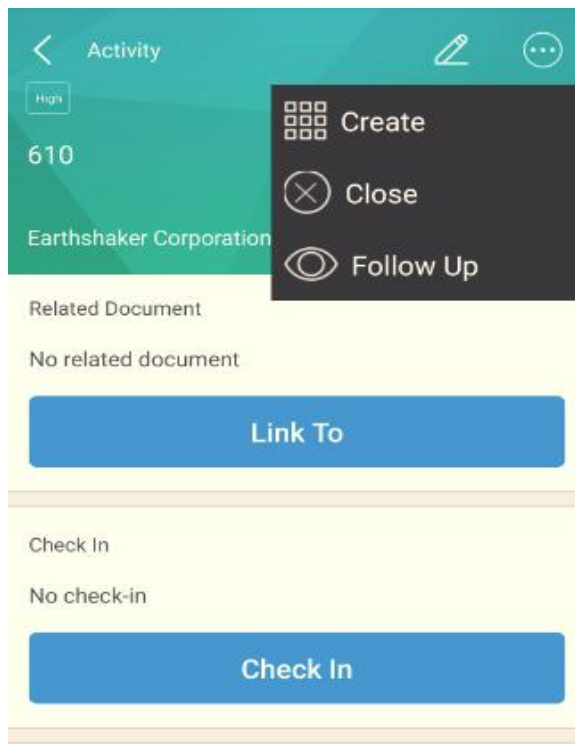 Activity
High
610
Earthshaker Corporation
Create
Close
Follow Up
Related Document
No related document
Link To
Check In
No check-in
Check In